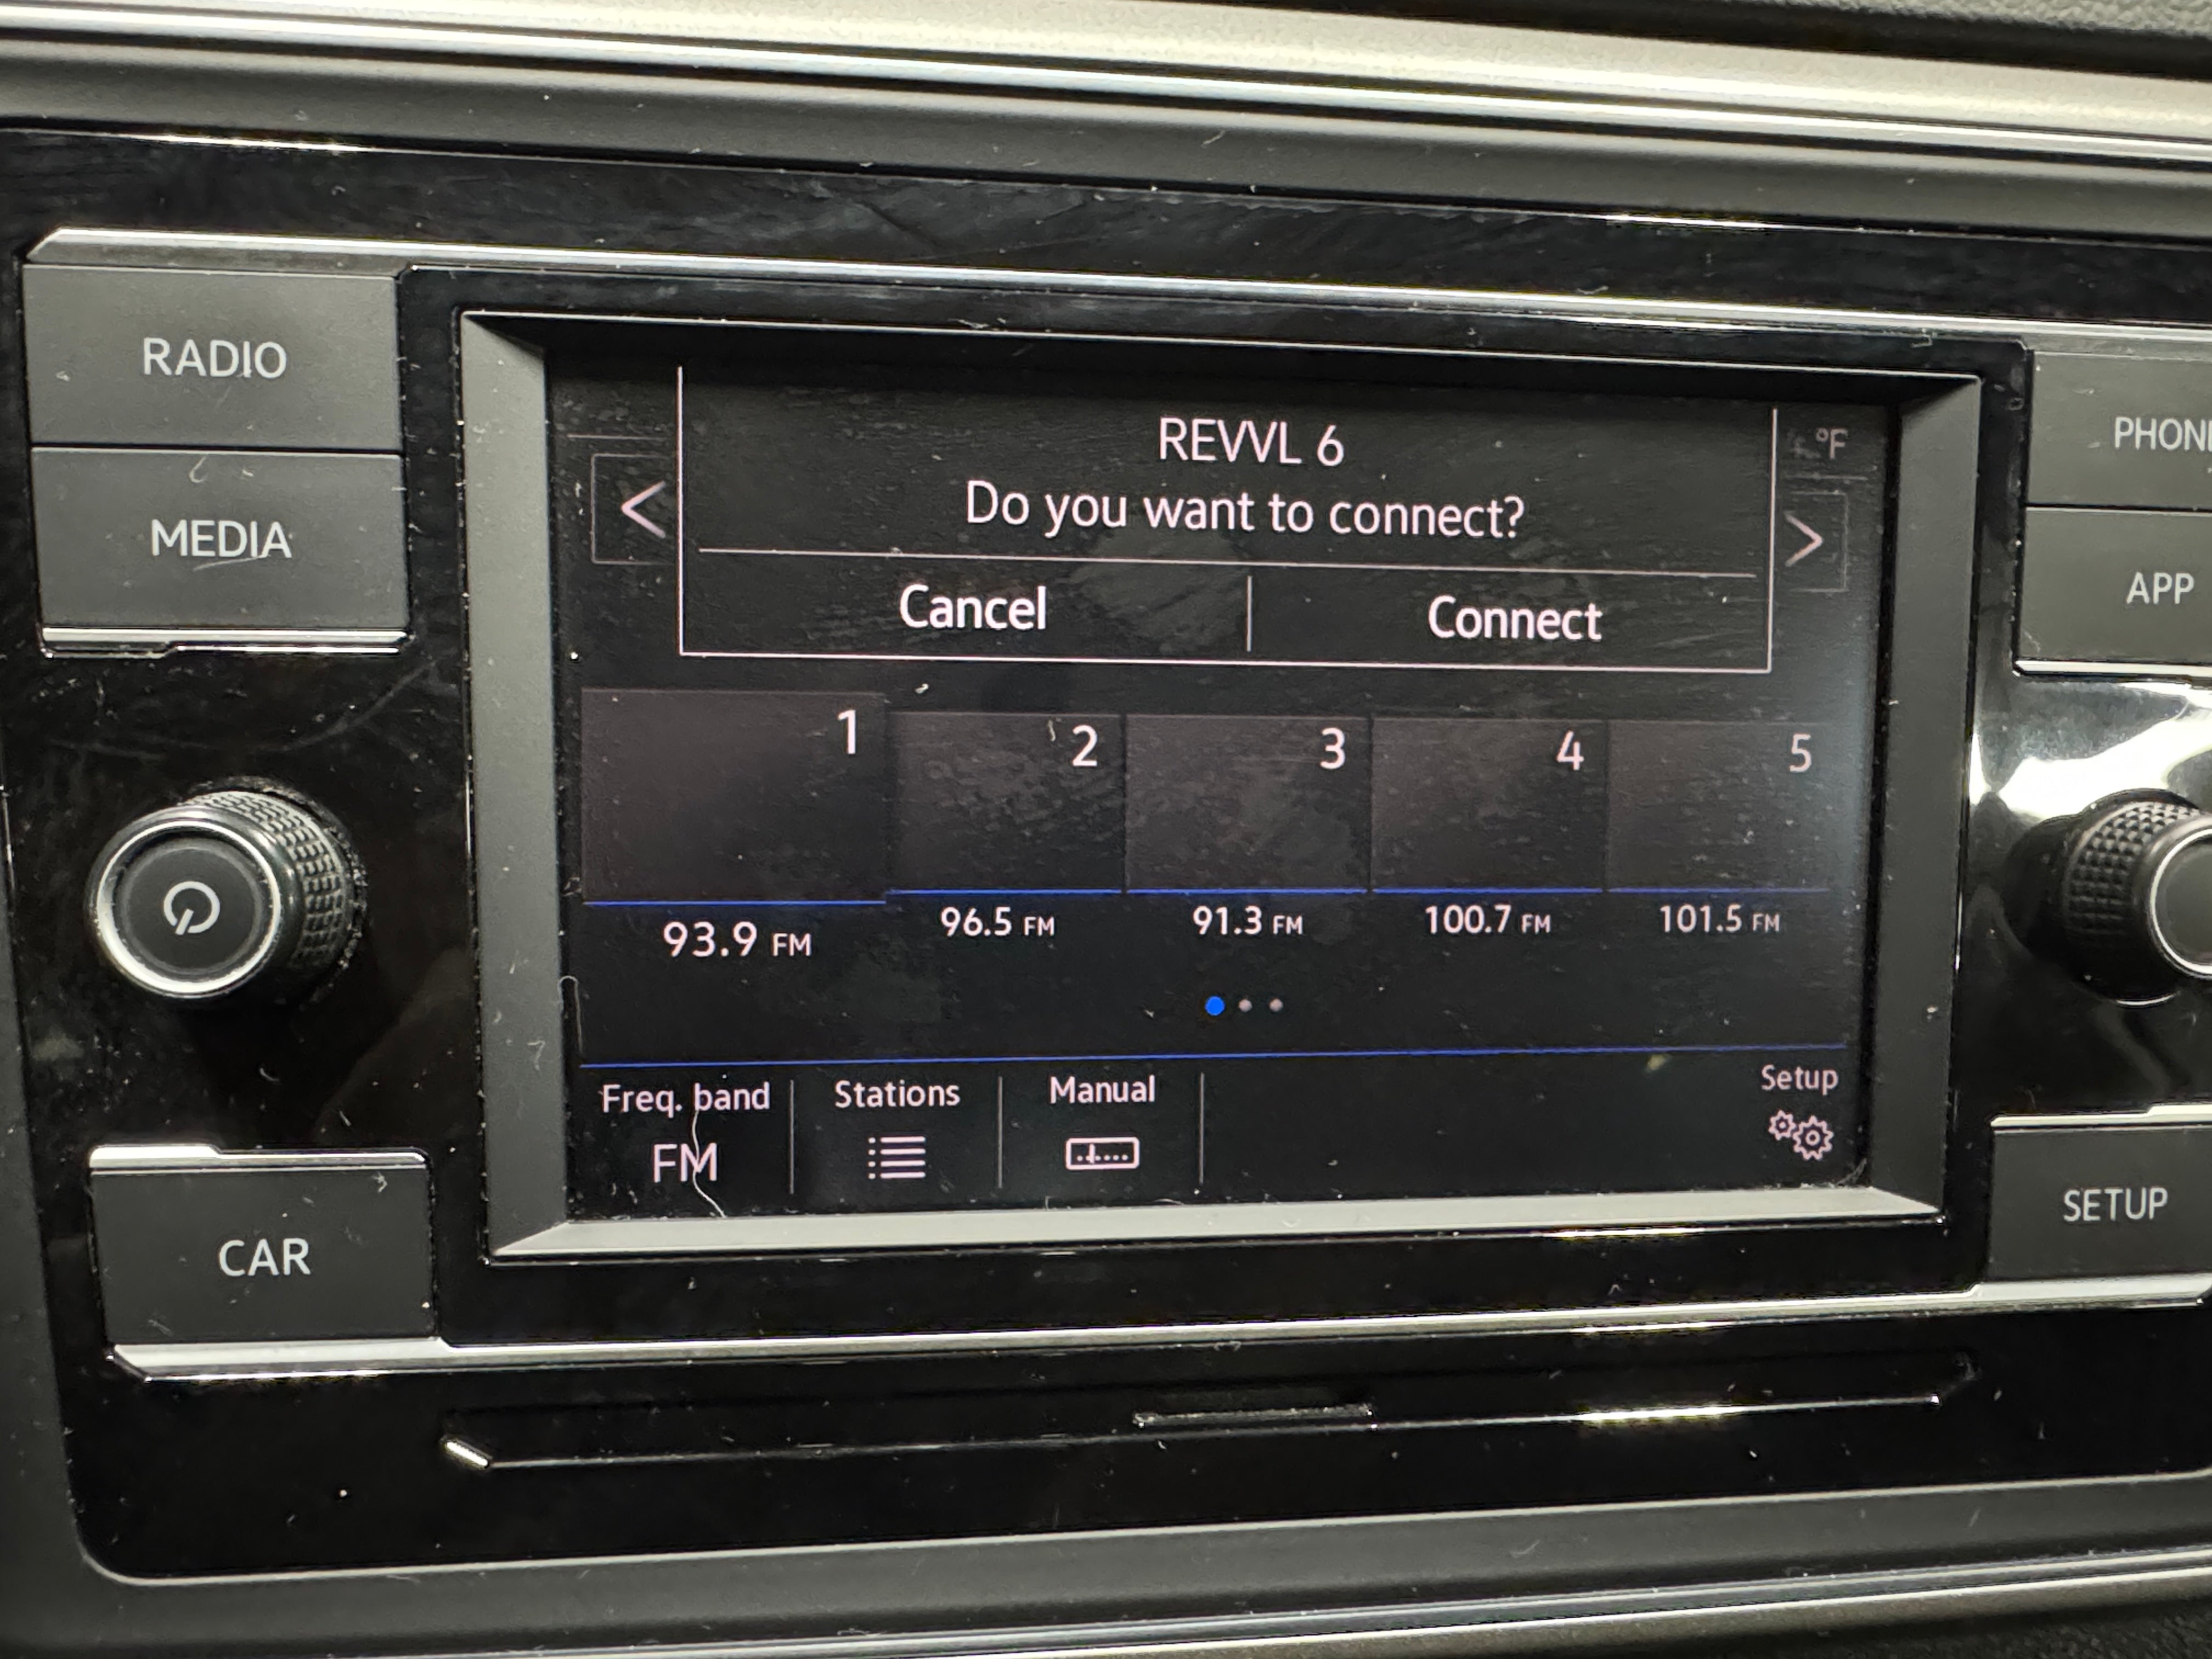 RADIO
MEDIA
CAR
REVVL 6
Do you want to connect?
Cancel
Connect
<
>
°F
1
2
3
4
5
93.9 FM
96.5 FM
91.3 FM
100.7 FM
101.5 FM
Freq. band
FM
Stations
Manual
Setup
APP
SETUP